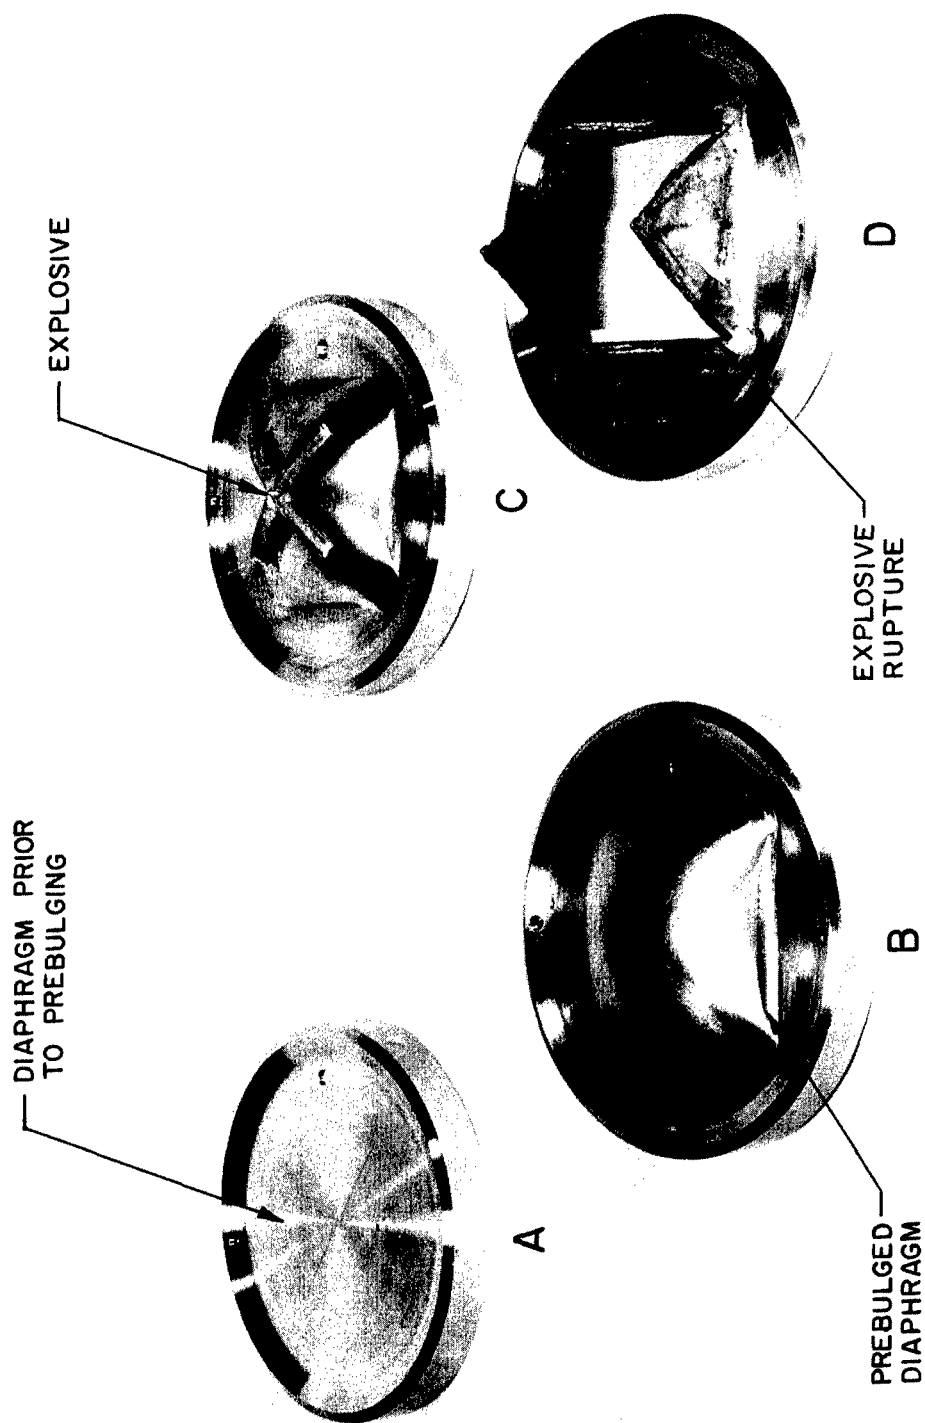 DIAPHRAGM PRIOR
TO PREBULGING
EXPLOSIVE
A
C
PREBULGED
DIAPHRAGM
B
EXPLOSIVE
RUPTURE
D